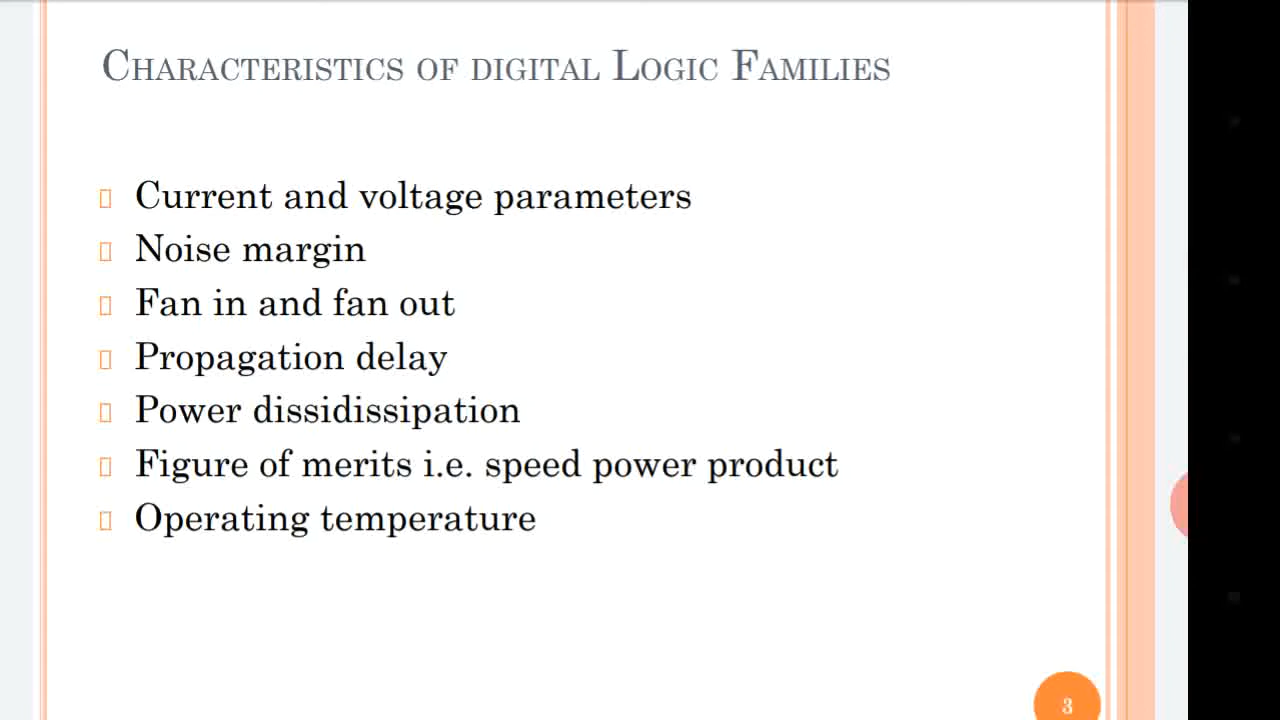 Characteristics of digital Logic Families
Current and voltage parameters
Noise margin
Fan in and fan out
Propagation delay
Power dissidissipation
Figure of merits i.e. speed power product
Operating temperature
3